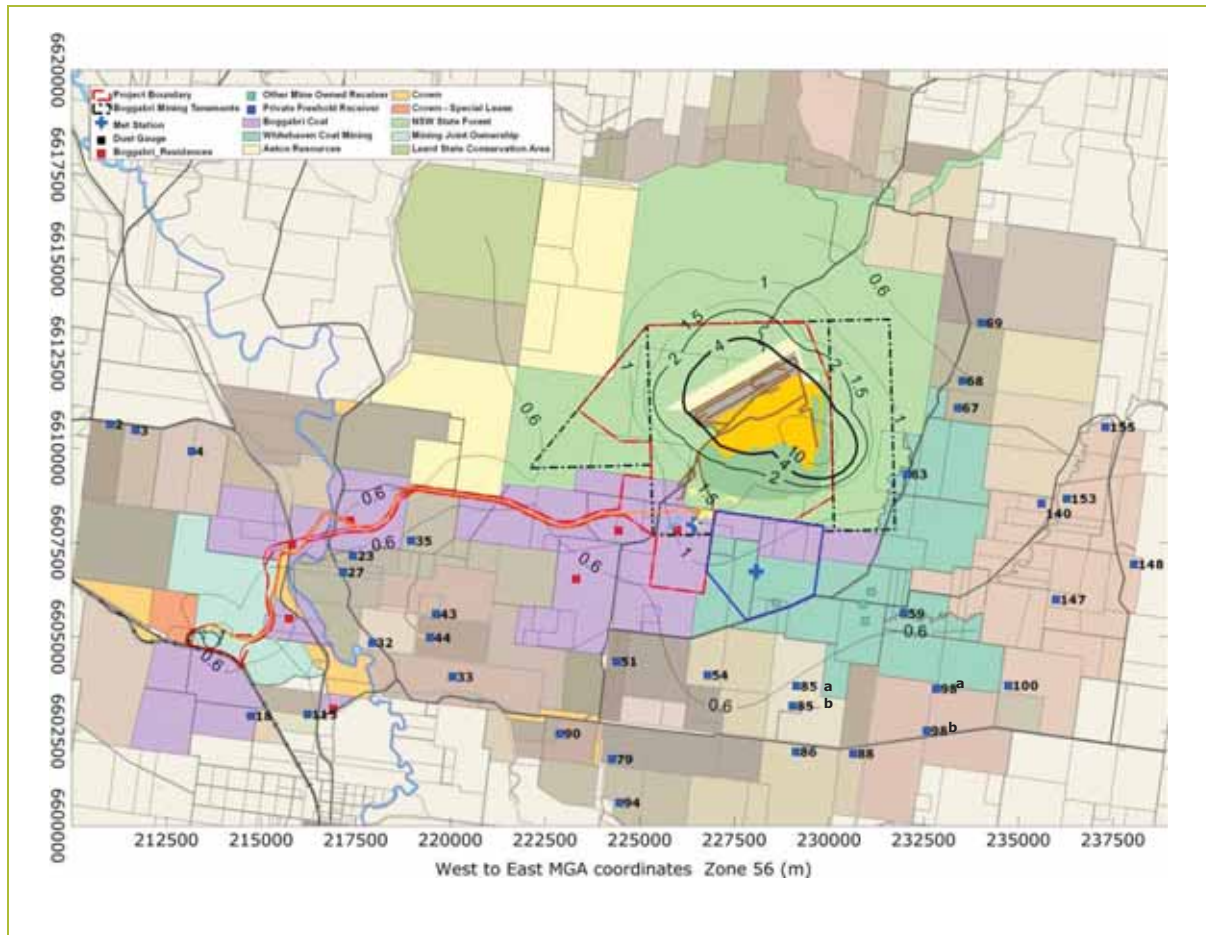 6620000
6617500
6615000
6612500
6610000
6607500
6605000
6602500
6600000
Project Boundary
Boggabri Mining Tenements
Met Station
Dust Gauge
Boggabri_Residences
Other Mine Owned Receiver
Private Freehold Receiver
Boggabri Coal
Whitehaven Coal Mining
Aston Resources
Crown
Crown - Special Lease
NSW State Forest
Mining Joint Ownership
Leard State Conservation Area
1
0.6
1.5
69
4
2
2
1
1.5
68
0.6
1
67
2
3
155
4
10
63
4
2
153
0.6
1.5
140
35
0.6
23
1
148
27
0.6
147
43
59
44
0.6
32
0.6
51
54
33
85 a
98 a
100
0.6
85 b
18
115
98 b
90
79
86
88
94
212500 215000 217500 220000 222500 225000 227500 230000 232500 235000 237500
West to East MGA coordinates Zone 56 (m)